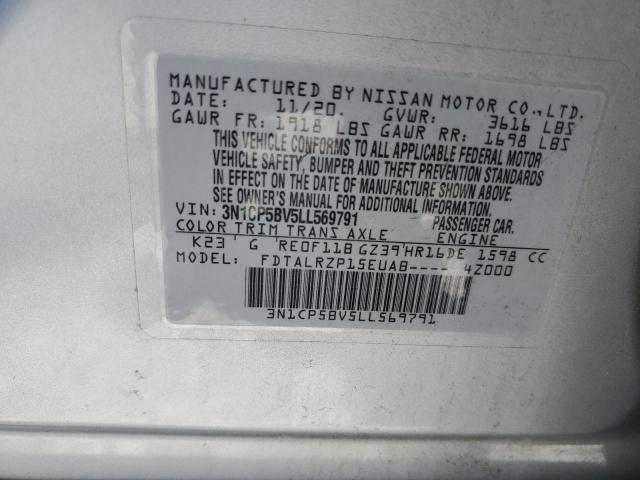 MANUFACTURED BY NISSAN MOTOR CO., LTD.
DATE: 11/20. GVWR: 3616 LBS
GAWR FR: 1918 LBS GAWR RR: 1698 LBS
THIS VEHICLE CONFORMS TO ALL APPLICABLE FEDERAL MOTOR
VEHICLE SAFETY, BUMPER AND THEFT PREVENTION STANDARDS
IN EFFECT ON THE DATE OF MANUFACTURE SHOWN ABOVE.
SEE OWNER'S MANUAL FOR ADDITIONAL INFORMATION.
VIN: 3N1CP5BV5LL569791 PASSENGER CAR.
COLOR TRIM TRANS AXLE ENGINE
K23 ' G 'RE0F11B GZ39'HR16DE 1598 CC
MODEL: FDTALRZP15EUAB---- 4Z000
3N1CP5BV5LL569791